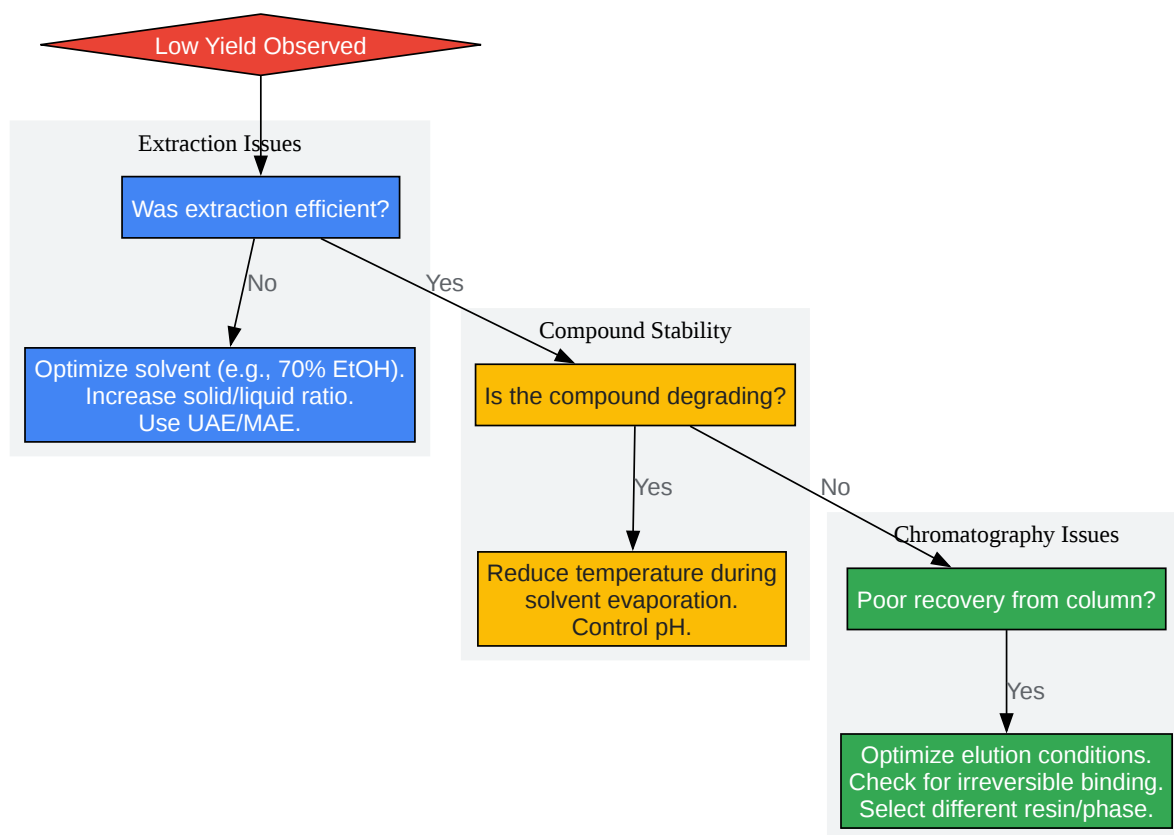 Low Yield Observed
Extraction Issues
Was extraction efficient?
No
Yes
Optimize solvent (e.g., 70% EtOH).
Increase solid/liquid ratio.
Use UAE/MAE.
Compound Stability
Is the compound degrading?
Yes
No
Reduce temperature during
solvent evaporation.
Control pH.
Chromatography Issues
Poor recovery from column?
Yes
Optimize elution conditions.
Check for irreversible binding.
Select different resin/phase.